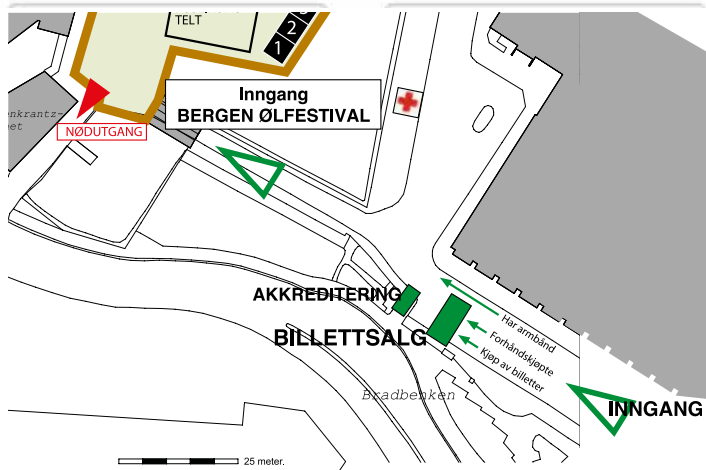 TELT
3
2
1
Inngang
BERGEN ØLFESTIVAL
enkrantz-
et
NØDUTGANG
AKKREDITERING
BILLETTSALG
Har armbånd
Forhåndskjøpte
Kjøp av billetter
Bradbenken
INNGANG
25 meter.